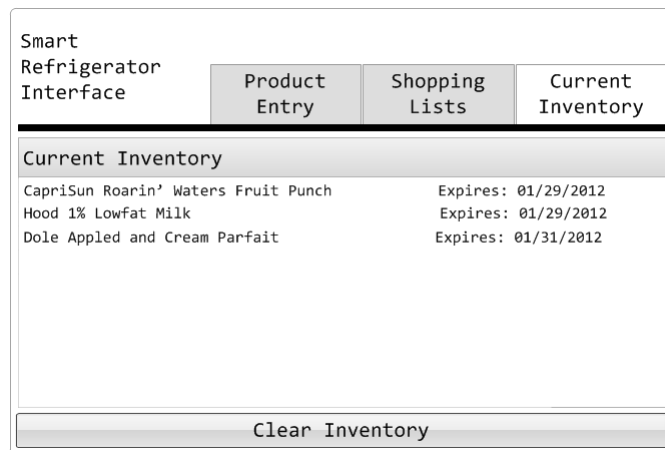 Smart
Refrigerator
Interface
Product
Entry
Shopping
Lists
Current
Inventory
Current Inventory
CapriSun Roarin’ Waters Fruit Punch Expires: 01/29/2012
Hood 1% Lowfat Milk Expires: 01/29/2012
Dole Appled and Cream Parfait Expires: 01/31/2012
Clear Inventory